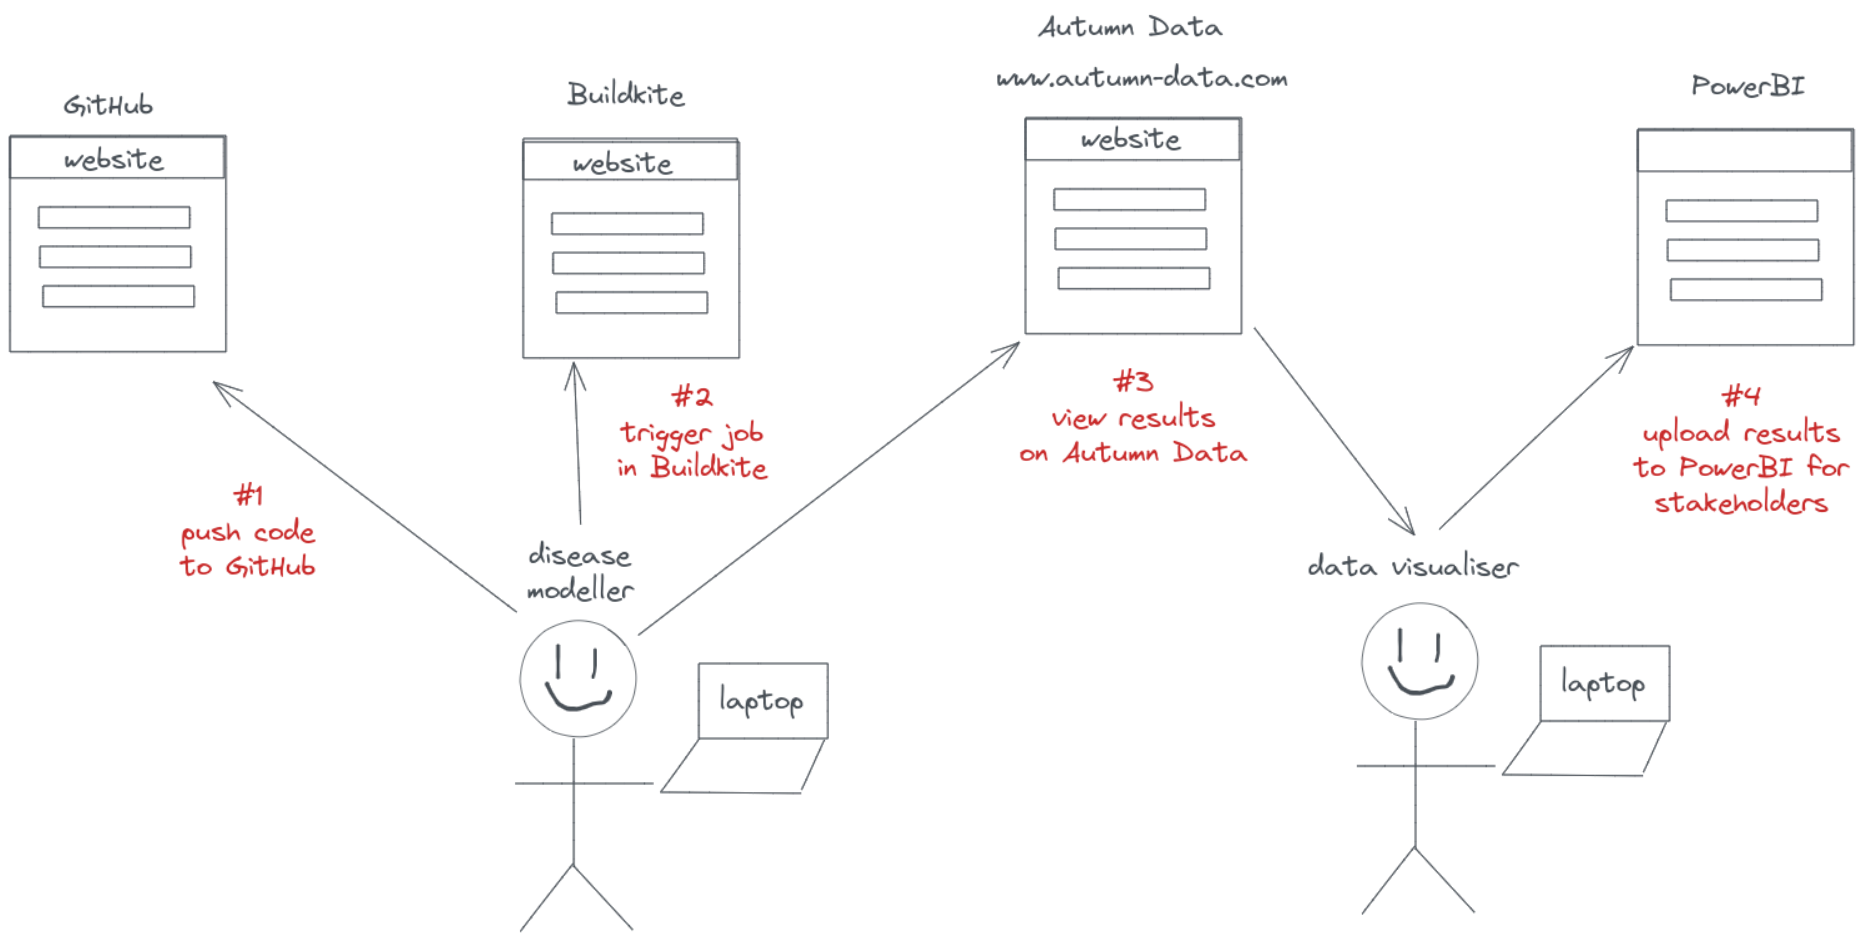 GitHub
website
Buildkite
website
Autumn Data
www.autumn-data.com
website
PowerBI
#1
push code
to GitHub
#2
trigger job
in Buildkite
#3
view results
on Autumn Data
#4
upload results
to PowerBI for
stakeholders
disease
modeller
laptop
data visualiser
laptop